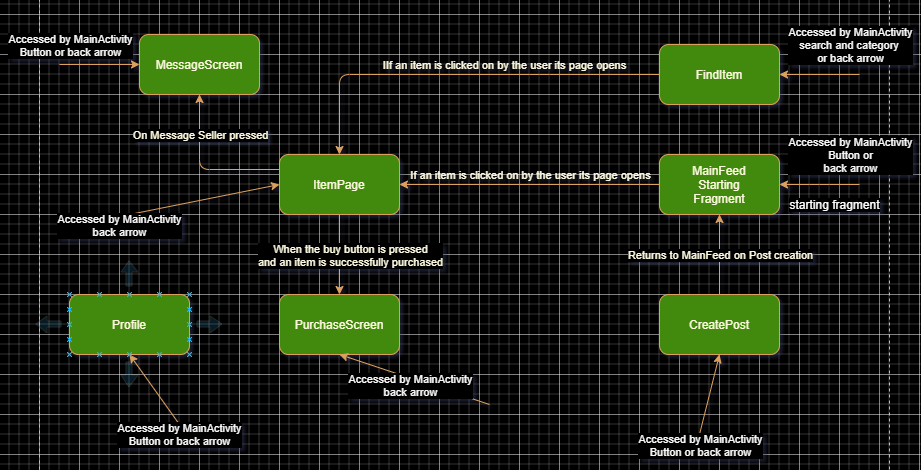 Accessed by MainActivity
Button or back arrow
MessageScreen
IIf an item is clicked on by the user its page opens
FindItem
Accessed by MainActivity
search and category
or back arrow
On Message Seller pressed
ItemPage
If an item is clicked on by the user its page opens
MainFeed
Starting
Fragment
Accessed by MainActivity
Button or
back arrow
starting fragment
Accessed by MainActivity
back arrow
When the buy button is pressed
and an item is successfully purchased
Returns to MainFeed on Post creation
Profile
PurchaseScreen
CreatePost
Accessed by MainActivity
back arrow
Accessed by MainActivity
Button or back arrow
Accessed by MainActivity
Button or back arrow